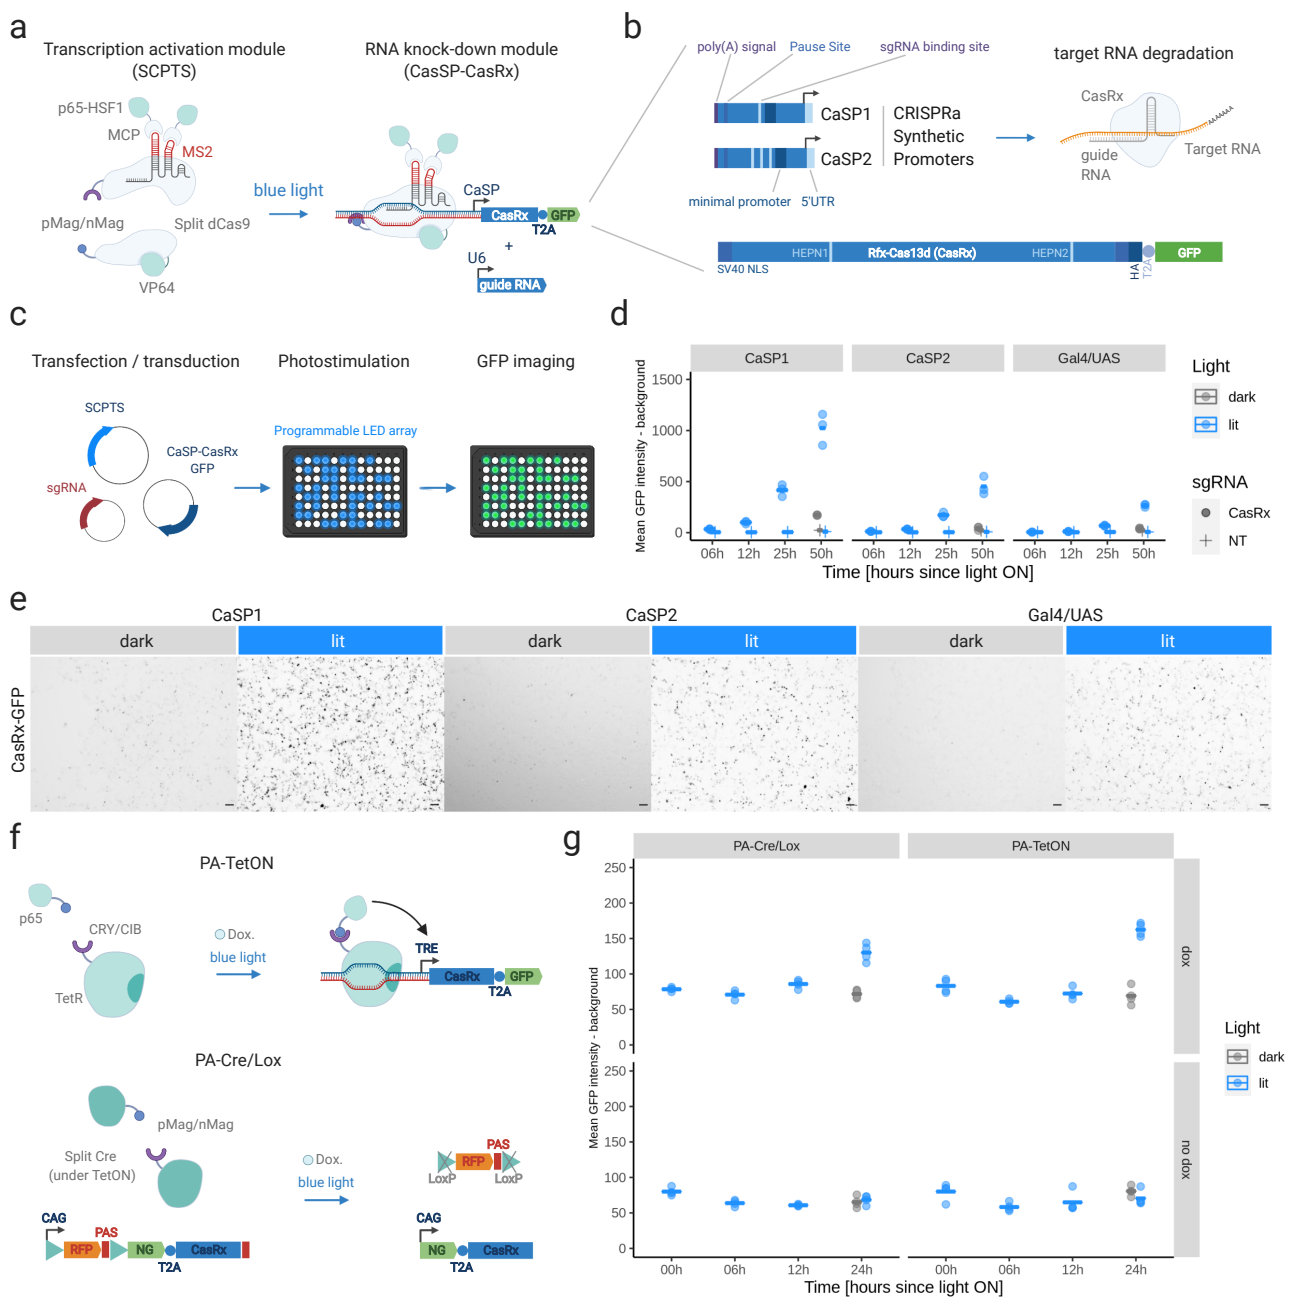 a
Transcription activation module
(SCPTS)
RNA knock-down module
(CasSP-CasRx)
p65-HSF1
MCP
MS2
pMag/nMag
Split dCas9
VP64
blue light
CaSP
CasRx
GFP
T2A
+
U6
guide RNA
b
poly(A) signal
Pause Site
sgRNA binding site
CaSP1
CaSP2
CRISPRa
Synthetic
Promoters
minimal promoter
5'UTR
target RNA degradation
CasRx
AAAAAA
guide
RNA
Target RNA
HEPN1
Rfx-Cas13d (CasRx)
HEPN2
GFP
SV40 NLS
HA
T2A
c
Transfection / transduction
Photostimulation
GFP imaging
SCPTS
CaSP-CasRx
GFP
sgRNA
Programmable LED array
d
CaSP1
CaSP2
Gal4/UAS
Mean GFP intensity - background
1500
1000
500
0
06h 12h 25h 50h
06h 12h 25h 50h
06h 12h 25h 50h
Time [hours since light ON]
Light
dark
lit
sgRNA
CasRx
NT
e
CaSP1
CaSP2
Gal4/UAS
dark
lit
dark
lit
dark
lit
CasRx-GFP
f
PA-TetON
p65
CRY/CIB
TetR
Dox.
blue light
TRE
CasRx
GFP
T2A
PA-Cre/Lox
pMag/nMag
Split Cre
(under TetON)
Dox.
blue light
PAS
RFP
LoxP
LoxP
CAG
PAS
RFP
NG
CasRx
T2A
CAG
NG
CasRx
T2A
g
PA-Cre/Lox
PA-TetON
Mean GFP intensity - background
250
200
150
100
50
0
dox
250
200
150
100
50
0
no dox
00h 06h 12h 24h
00h 06h 12h 24h
Time [hours since light ON]
Light
dark
lit